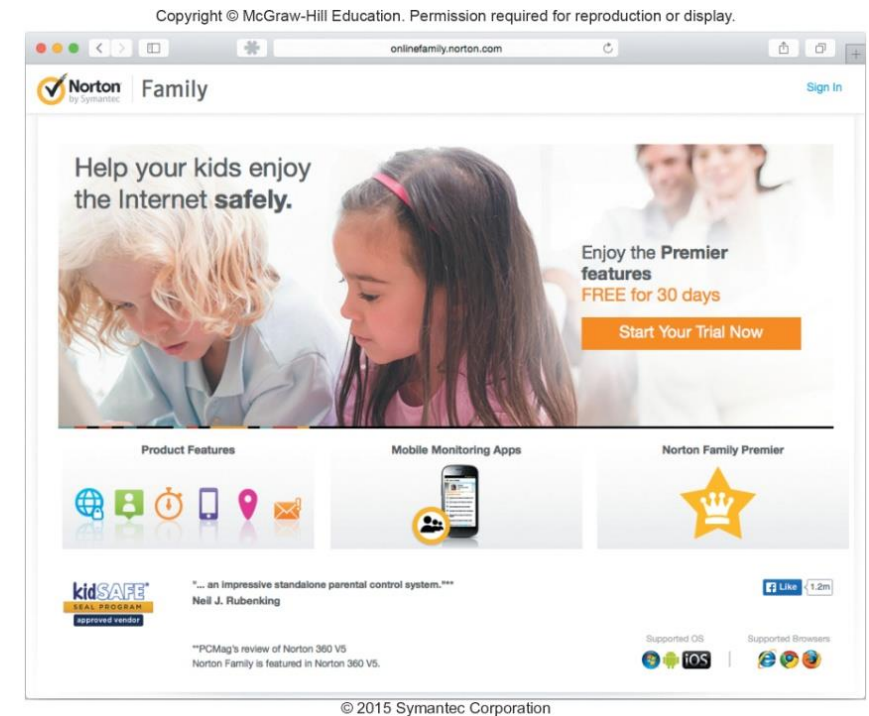 Copyright © McGraw-Hill Education. Permission required for reproduction or display.
onlinefamily.norton.com
Norton
by Symantec
Family
Sign In
Help your kids enjoy
the Internet safely.
Enjoy the Premier
features
FREE for 30 days
Start Your Trial Now
Product Features
Mobile Monitoring Apps
Norton Family Premier
kidSAFE
SEAL PROGRAM
approved vendor
"... an impressive standalone parental control system."**
Neil J. Rubenking
Like
1.2m
**PCMag's review of Norton 360 V5
Norton Family is featured in Norton 360 V5.
Supported OS
Supported Browsers
iOS
© 2015 Symantec Corporation